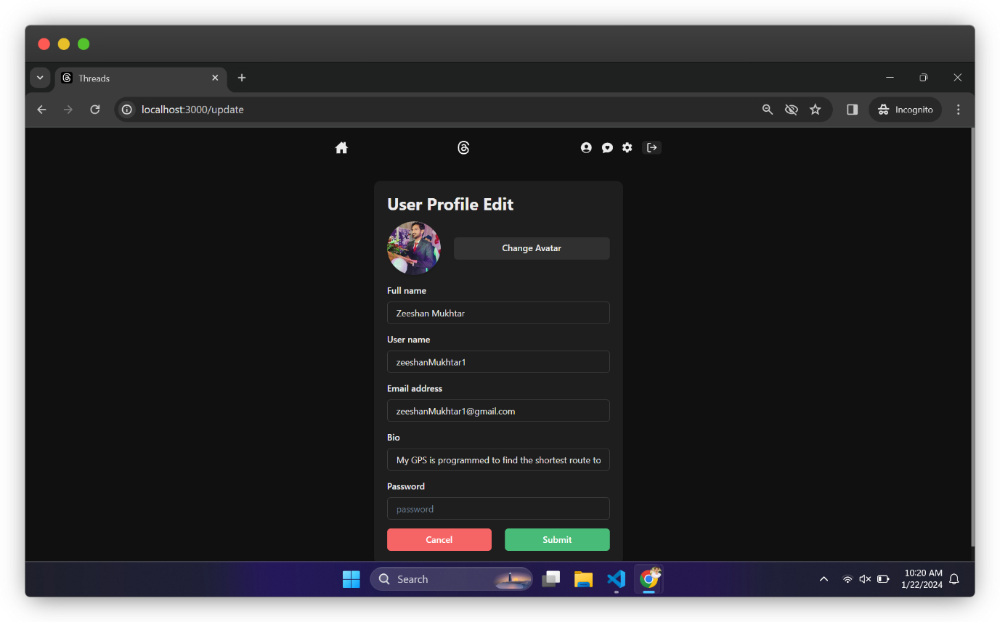 Threads
localhost:3000/update
Incognito
User Profile Edit
Change Avatar
Full name
Zeeshan Mukhtar
User name
zeeshanMukhtar1
Email address
zeeshanMukhtar1@gmail.com
Bio
My GPS is programmed to find the shortest route to
Password
password
Cancel
Submit
Search
10:20 AM
1/22/2024